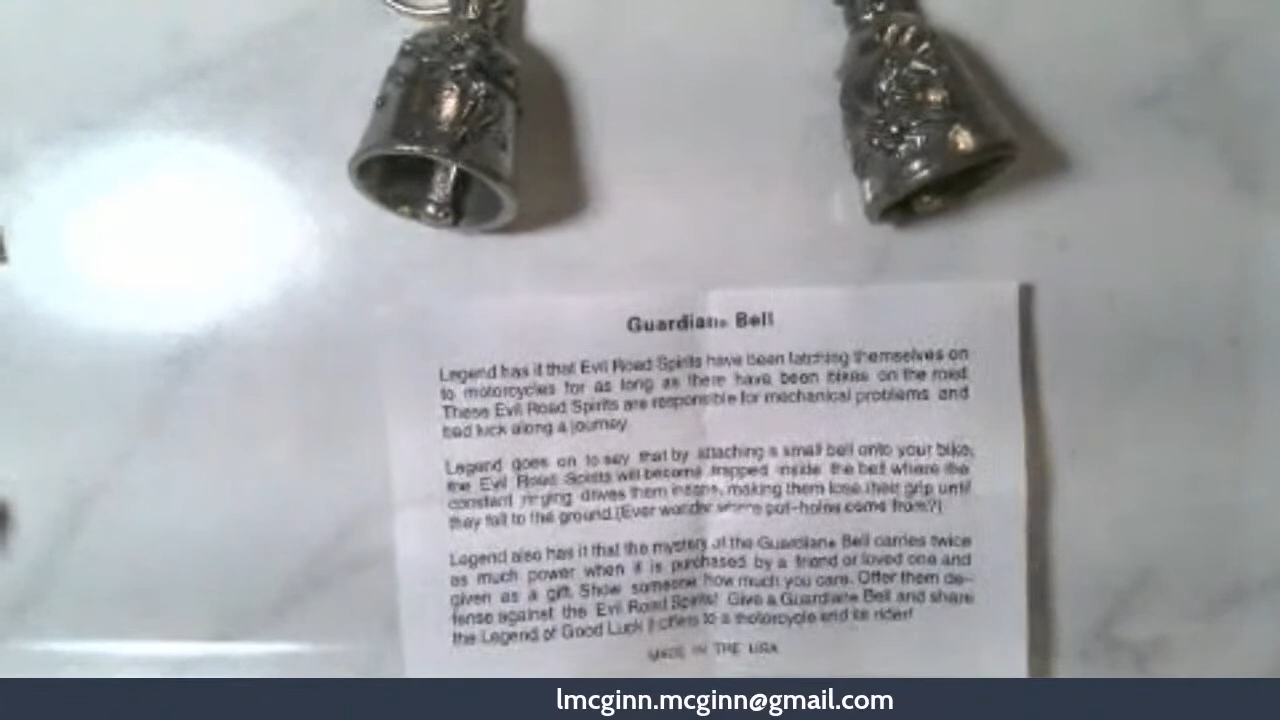 Guardian® Bell
Legend has it that Evil Road Spirits have been latching themselves on
to motorcycles for as long as there have been bikes on the road.
These Evil Road Spirits are responsible for mechanical problems and
bad luck along a journey.
Legend goes on to say that by attaching a small bell onto your bike,
the Evil Road Spirits will become trapped inside the bell where the
constant ringing drives them insane, making them lose their grip until
they fall to the ground.(Ever wonder where pot-holes come from?)
Legend also has it that the mystery of the Guardian® Bell carries twice
as much power when it is purchased by a friend or loved one and
given as a gift. Show someone how much you care. Offer them de-
fense against the Evil Road Spirits! Give a Guardian® Bell and share
the Legend of Good Luck it offers to a motorcycle and its rider!
MADE IN THE USA
lmcginn.mcginn@gmail.com